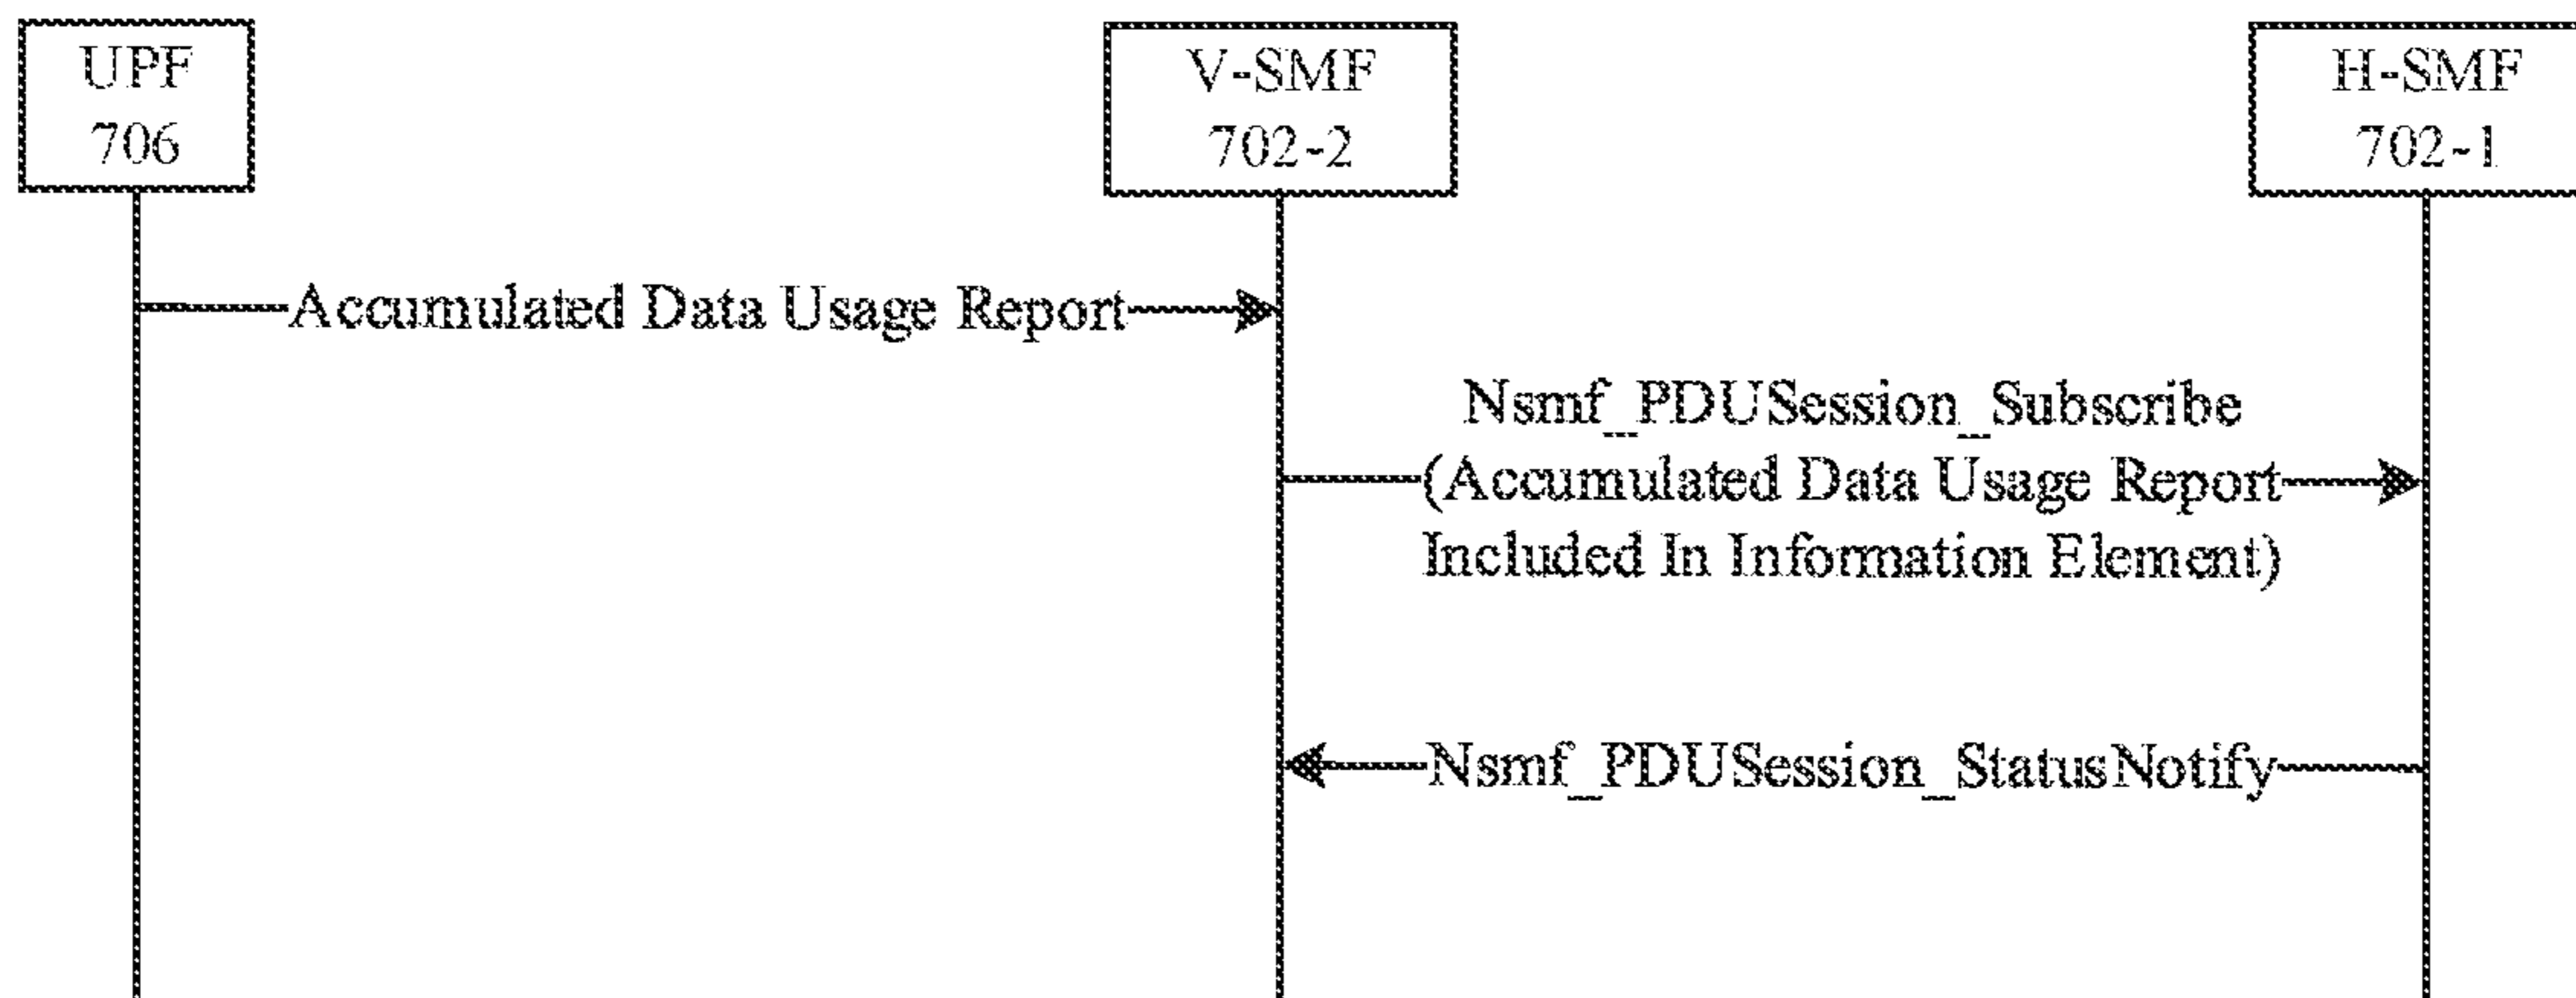 UPF
706
V-SMF
702-2
H-SMF
702-1
Accumulated Data Usage Report
Nsmf_PDUSession_Subscribe
(Accumulated Data Usage Report
Included In Information Element)
Nsmf_PDUSession_StatusNotify